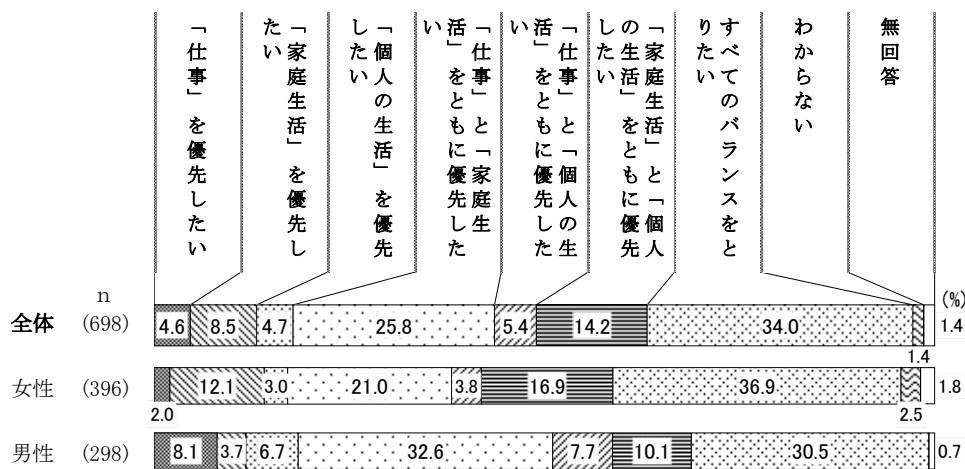 「仕事」を優先したい
「家庭生活」を優先し
たい
「個人の生活」を優先
したい
「仕事」と「家庭生
活」をともに優先した
い
「仕事」と「個人の生
活」をともに優先した
い
「家庭生活」と「個人
の生活」をともに優先
したい
すべてのバランスをと
りたい
わからない
無回答
n
(%)
全体 (698) 4.6 8.5 4.7 25.8 5.4 14.2 34.0 1.4
1.4
女性 (396) 12.1 3.0 21.0 3.8 16.9 36.9 1.8
2.0 2.5
男性 (298) 8.1 3.7 6.7 32.6 7.7 10.1 30.5 0.7